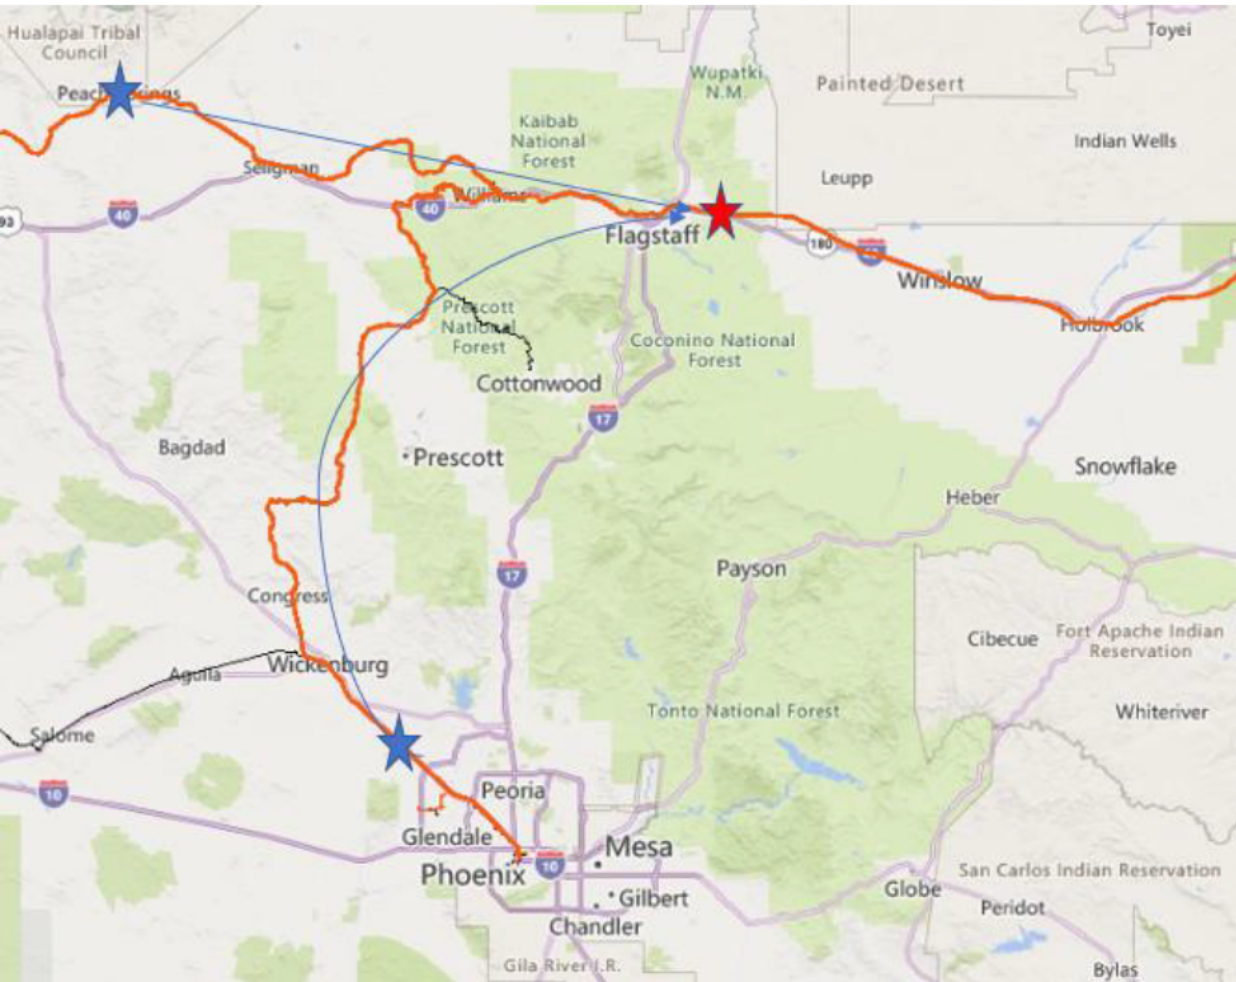 Hualapai Tribal
Council
Toyei
Wupatki
N.M.
Painted Desert
Kaibab
National
Forest
Indian Wells
Seligman
Leupp
Williams
93
40
40
Flagstaff
180
Winslow
Holbrook
Prescott
National
Forest
Coconino National
Forest
Cottonwood
17
Bagdad
Prescott
Snowflake
Heber
Payson
17
Congress
Cibecue
Fort Apache Indian
Reservation
Wickenburg
Aguila
Tonto National Forest
Whiteriver
Salome
10
Peoria
Glendale
Mesa
Phoenix
10
San Carlos Indian Reservation
Globe
Gilbert
Peridot
Chandler
Gila River I.R.
Bylas